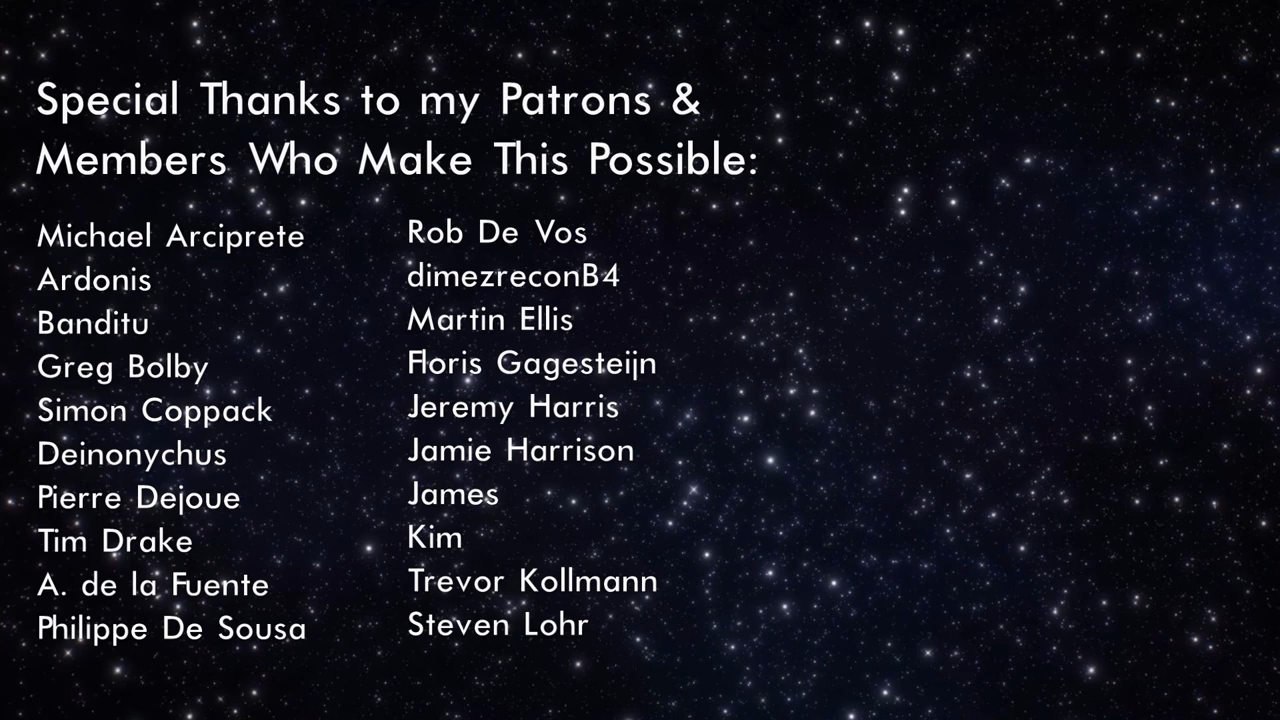 Special Thanks to my Patrons &
Members Who Make This Possible:
Michael Arciprete
Ardonis
Banditu
Greg Bolby
Simon Coppack
Deinonychus
Pierre Dejoue
Tim Drake
A. de la Fuente
Philippe De Sousa
Rob De Vos
dimezreconB4
Martin Ellis
Floris Gagesteijn
Jeremy Harris
Jamie Harrison
James
Kim
Trevor Kollmann
Steven Lohr